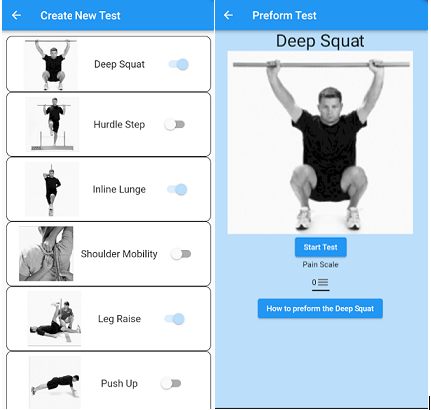 Create New Test
Deep Squat
Hurdle Step
Inline Lunge
Shoulder Mobility
Leg Raise
Push Up
Preform Test
Deep Squat
Start Test
Pain Scale
0
How to preform the Deep Squat